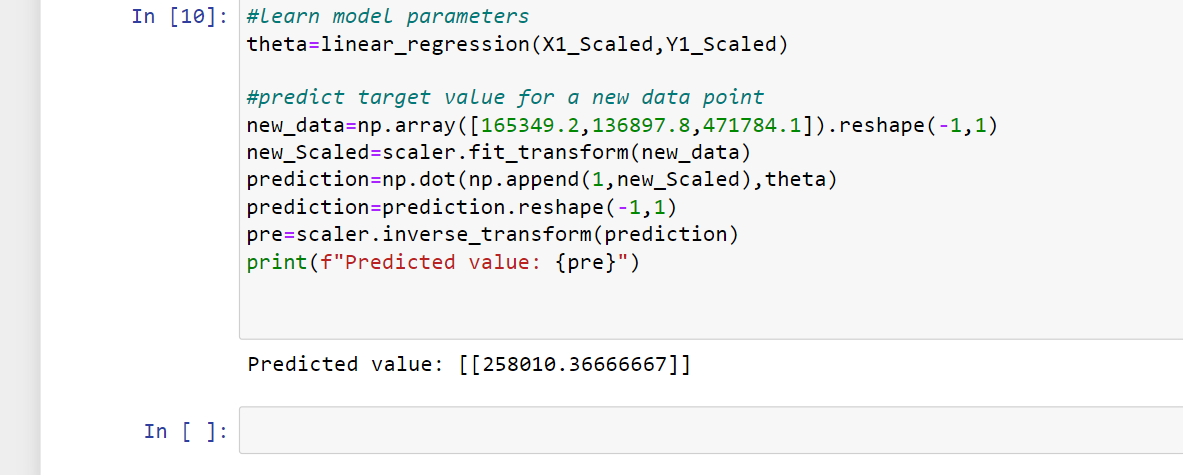 In [10]: #learn model parameters
theta=linear_regression(X1_Scaled,Y1_Scaled)
#predict target value for a new data point
new_data=np.array([165349.2,136897.8,471784.1]).reshape(-1,1)
new_Scaled=scaler.fit_transform(new_data)
prediction=np.dot(np.append(1,new_Scaled),theta)
prediction=prediction.reshape(-1,1)
pre=scaler.inverse_transform(prediction)
print(f"Predicted value: {pre}")
Predicted value: [[258010.36666667]]
In [ ]: